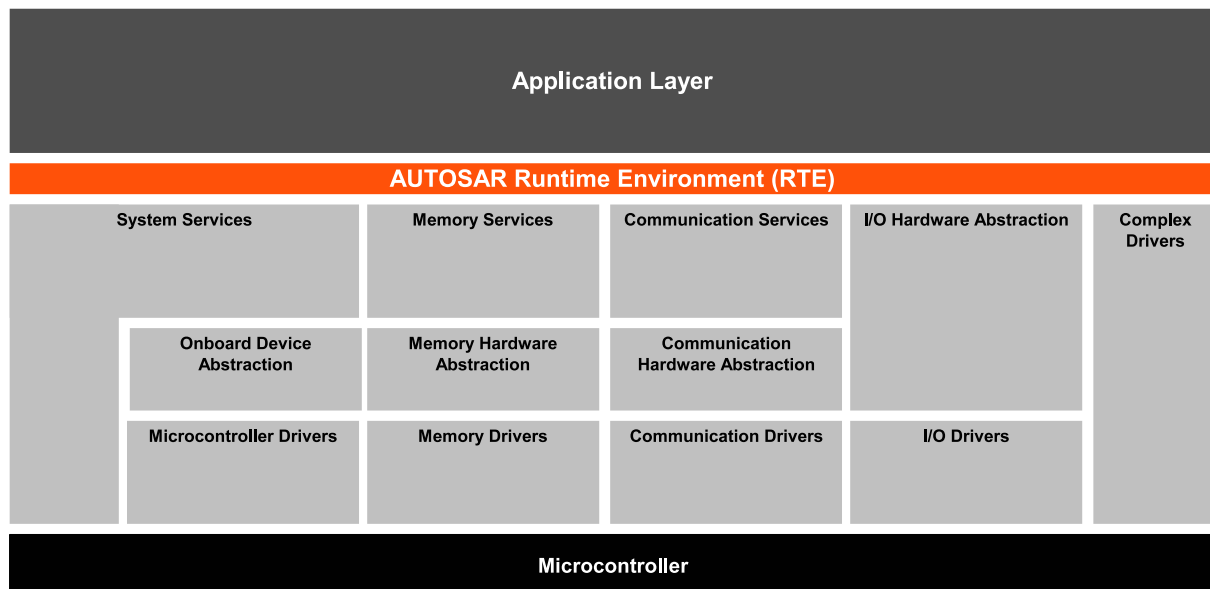 Application Layer
AUTOSAR Runtime Environment (RTE)
System Services
Memory Services
Communication Services
I/O Hardware Abstraction
Complex
Drivers
Onboard Device
Abstraction
Memory Hardware
Abstraction
Communication
Hardware Abstraction
Microcontroller Drivers
Memory Drivers
Communication Drivers
I/O Drivers
Microcontroller